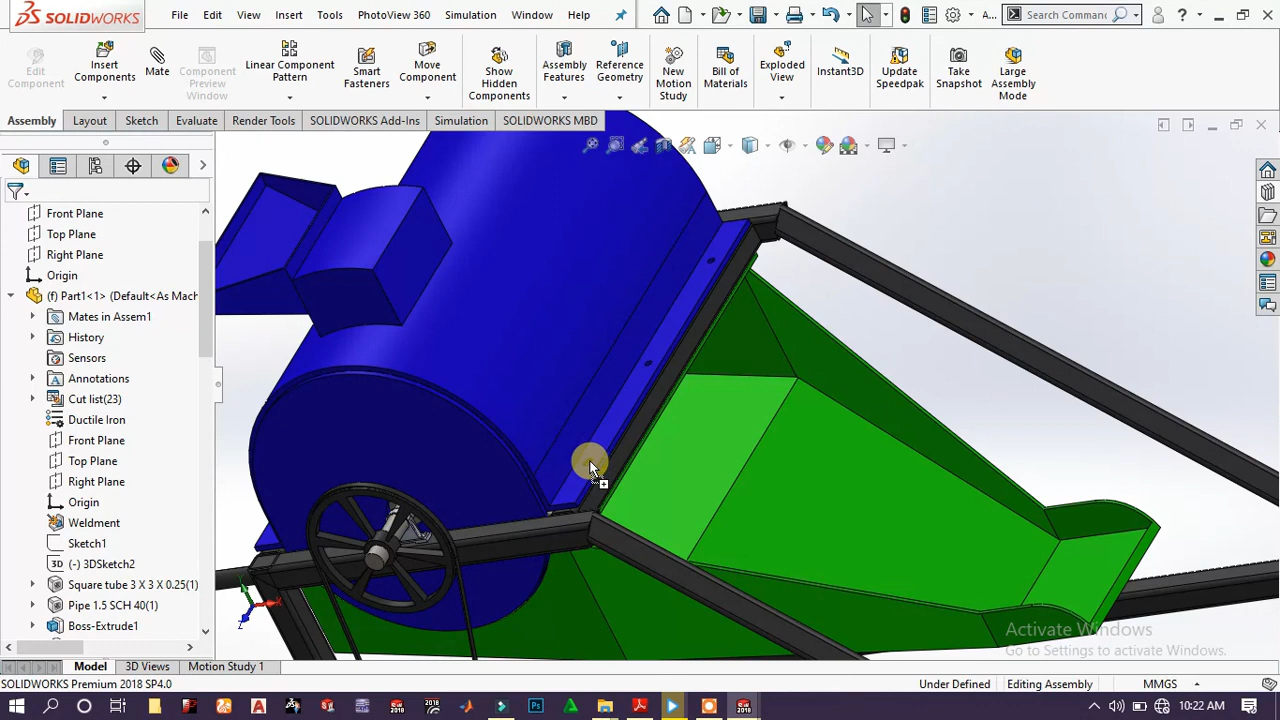 SOLIDWORKS
File Edit View Insert Tools PhotoView 360 Simulation Window Help
A... Search Comman
Edit Component
Insert Components
Mate
Component Preview Window
Linear Component Pattern
Smart Fasteners
Move Component
Show Hidden Components
Assembly Features
Reference Geometry
New Motion Study
Bill of Materials
Exploded View
Instant3D
Update Speedpak
Take Snapshot
Large Assembly Mode
Assembly Layout Sketch Evaluate Render Tools SOLIDWORKS Add-Ins Simulation SOLIDWORKS MBD
Front Plane
Top Plane
Right Plane
Origin
(f) Part1<1> (Default<As Mach
Mates in Assem1
History
Sensors
Annotations
Cut list(23)
Ductile Iron
Front Plane
Top Plane
Right Plane
Origin
Weldment
Sketch1
3D (-) 3DSketch2
Square tube 3 X 3 X 0.25(1)
Pipe 1.5 SCH 40(1)
Boss-Extrude1
Activate Windows
Go to Settings to activate Windows.
Model 3D Views Motion Study 1
SOLIDWORKS Premium 2018 SP4.0
Under Defined Editing Assembly MMGS
10:22 AM